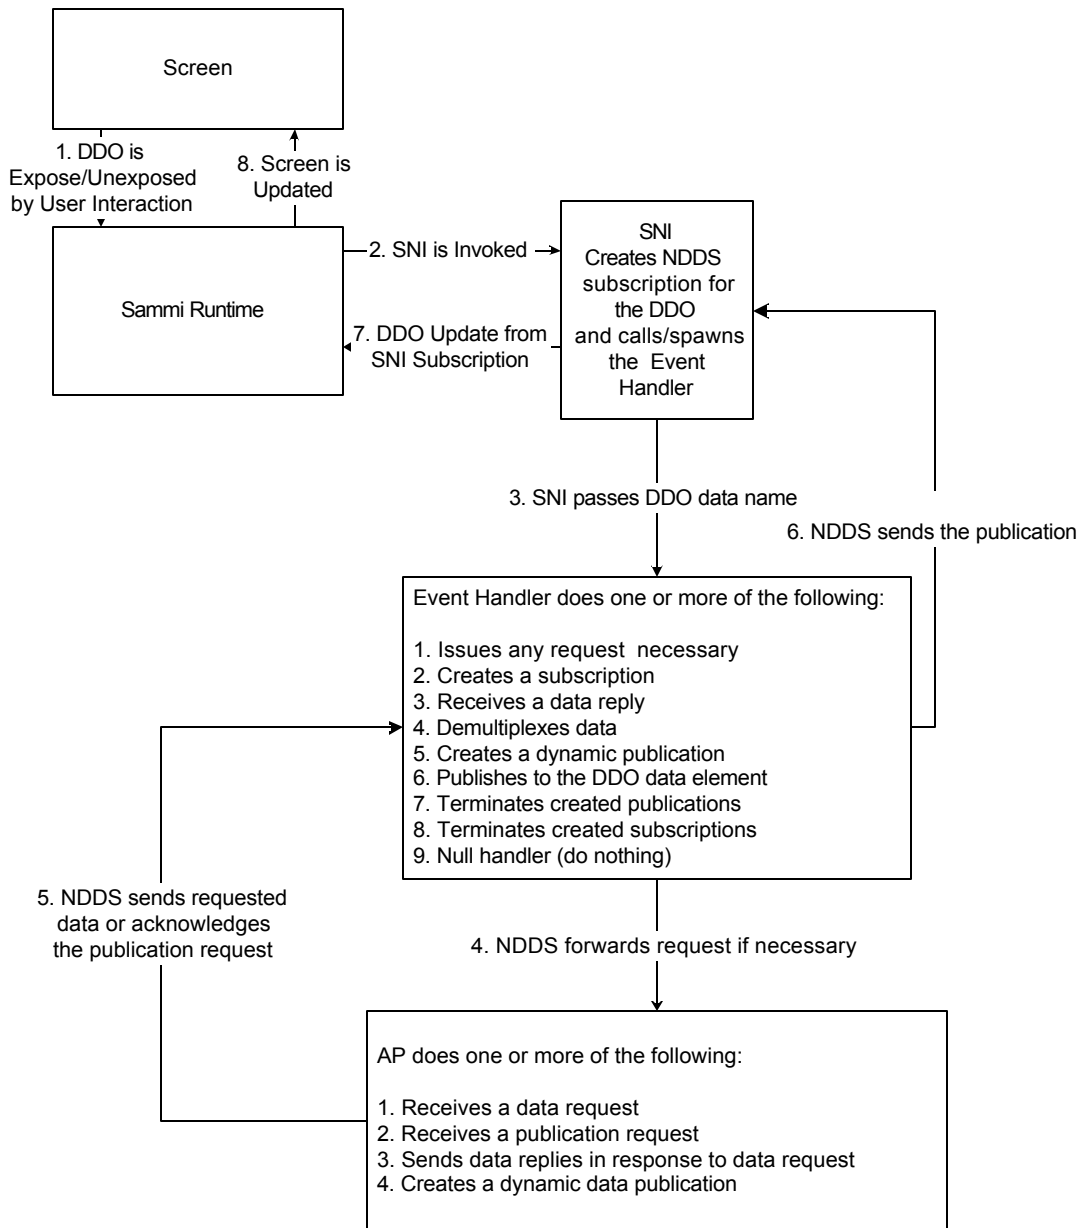 Screen
1. DDO is
Expose/Unexposed
by User Interaction
8. Screen is
Updated
Sammi Runtime
2. SNI is Invoked
7. DDO Update from
SNI Subscription
SNI
Creates NDDS
subscription for
the DDO
and calls/spawns
the Event
Handler
3. SNI passes DDO data name
6. NDDS sends the publication
Event Handler does one or more of the following:
1. Issues any request necessary
2. Creates a subscription
3. Receives a data reply
4. Demultiplexes data
5. Creates a dynamic publication
6. Publishes to the DDO data element
7. Terminates created publications
8. Terminates created subscriptions
9. Null handler (do nothing)
5. NDDS sends requested
data or acknowledges
the publication request
4. NDDS forwards request if necessary
AP does one or more of the following:
1. Receives a data request
2. Receives a publication request
3. Sends data replies in response to data request
4. Creates a dynamic data publication